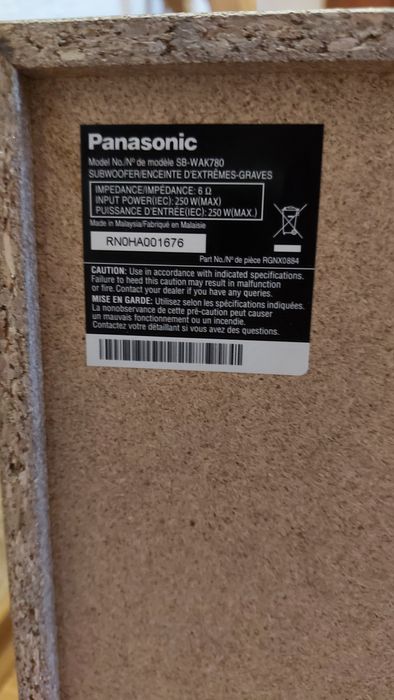 Panasonic
Model No./Nº de modèle SB-WAK780
SUBWOOFER/ENCEINTE D'EXTRÊMES-GRAVES
IMPEDANCE/IMPÉDANCE: 6 Ω
INPUT POWER(IEC): 250 W(MAX)
PUISSANCE D'ENTRÉE(IEC): 250 W(MAX.)
Made in Malaysia/Fabriqué en Malaisie
RN0HA001676
Part No./Nº de pièce RGNX0884
CAUTION: Use in accordance with indicated specifications.
Failure to heed this caution may result in malfunction
or fire. Contact your dealer if you have any queries.
MISE EN GARDE: Utilisez selon les spécifications indiquées.
La nonobservance de cette pré-caution peut causer
un mauvais fonctionnement ou un incendie.
Contactez votre détaillant si vous avez des questions.